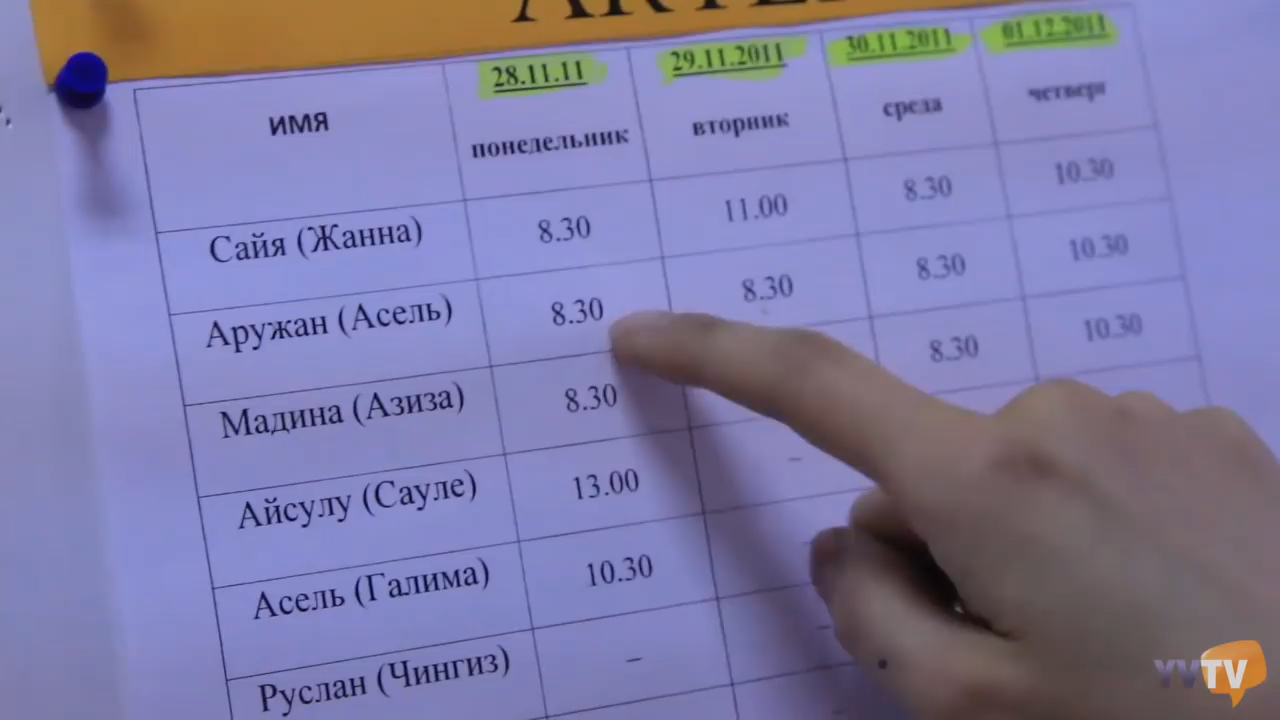 28.11.11 29.11.2011 30.11.2011 01.12.2011
ИМЯ понедельник вторник среда четверг
Сайя (Жанна) 8.30 11.00 8.30 10.30
Аружан (Асель) 8.30 8.30 8.30 10.30
Мадина (Азиза) 8.30 8.30 10.30
Айсулу (Сауле) 13.00 –
Асель (Галима) 10.30
Руслан (Чингиз) –
YVTV